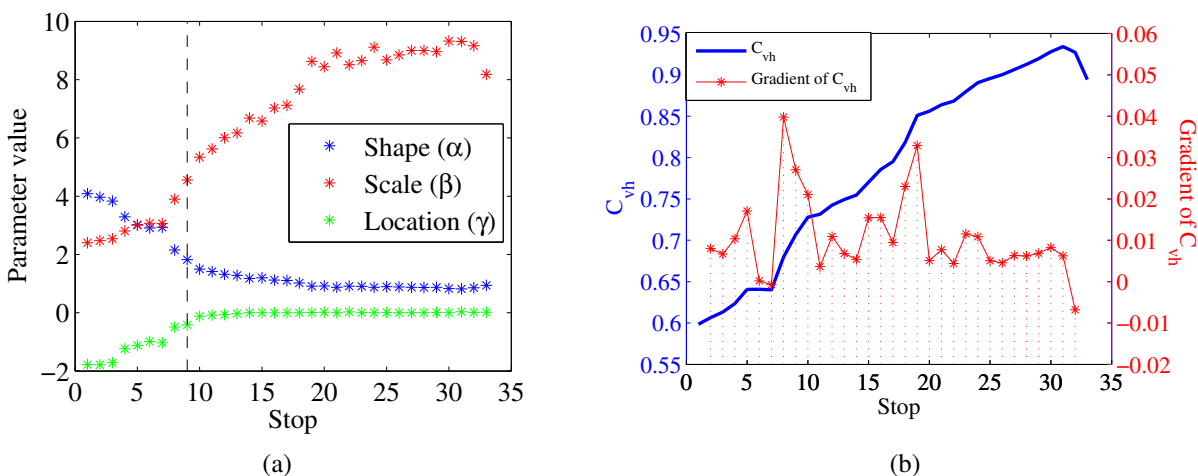 10
8
6
4
2
0
−2
Parameter value
Shape (α)
Scale (β)
Location (γ)
0 5 10 15 20 25 30 35
Stop
(a)
0.95
0.9
0.85
0.8
0.75
0.7
0.65
0.6
0.55
C_vh
C_vh
Gradient of C_vh
0 5 10 15 20 25 30 35
Stop
0.06
0.05
0.04
0.03
0.02
0.01
0
−0.01
−0.02
Gradient of C_vh
(b)